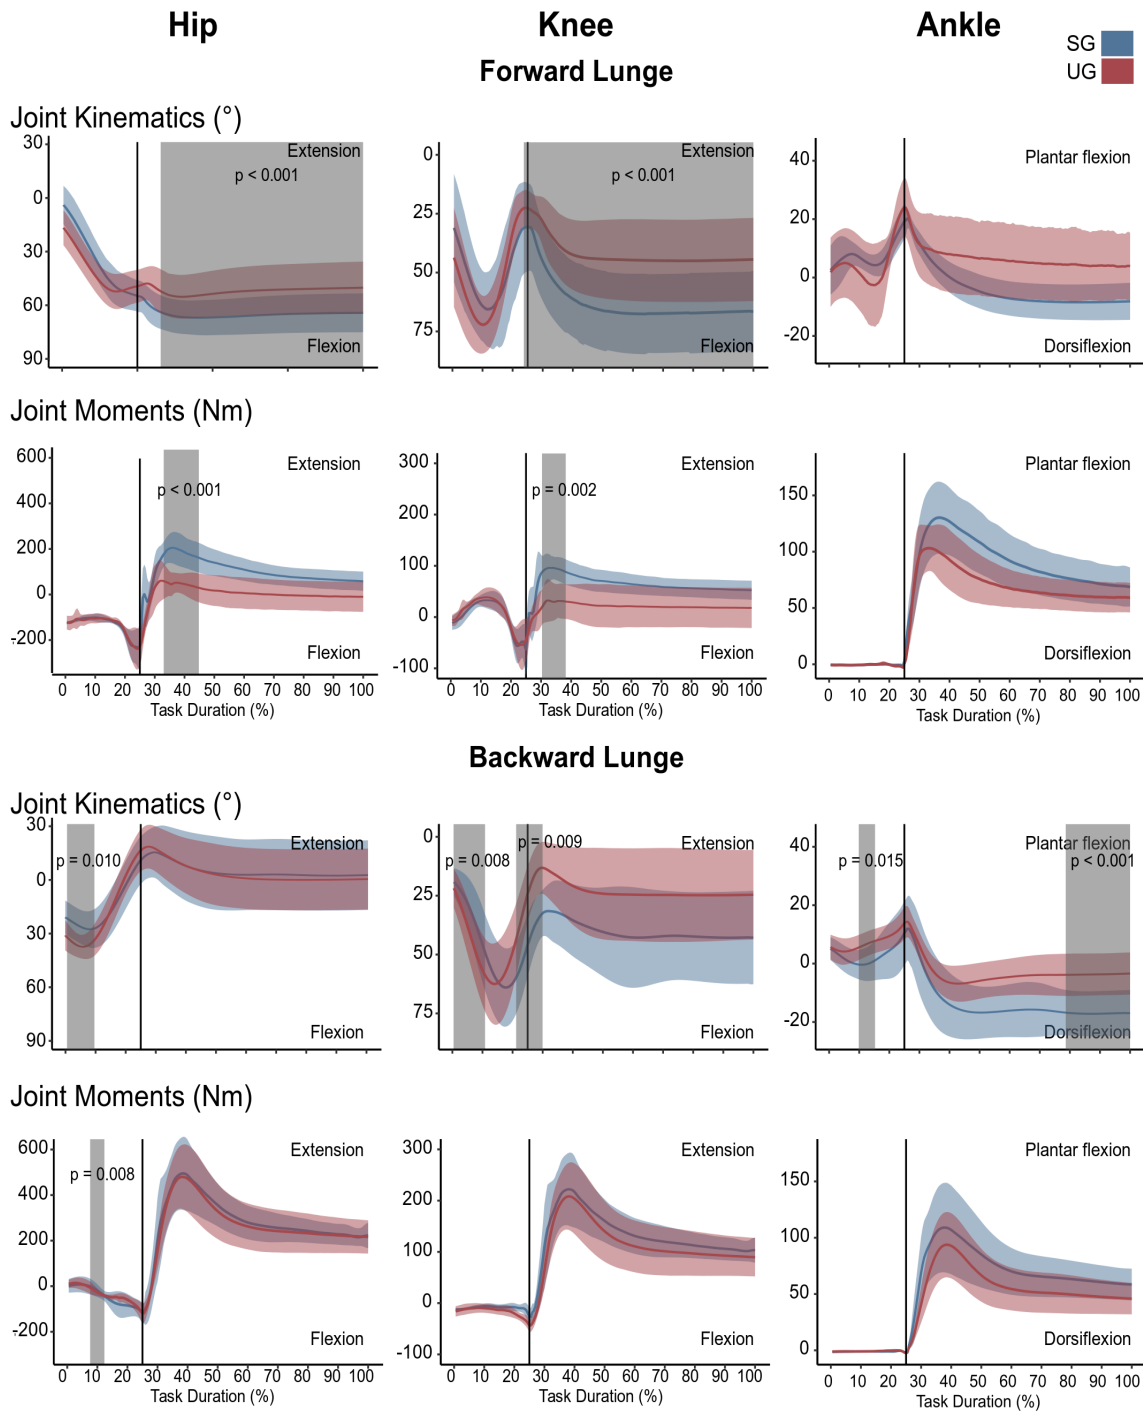 Hip Knee Ankle
SG
UG
Forward Lunge
Joint Kinematics (°)
30
0
30
60
90
Extension
p < 0.001
Flexion
0
25
50
75
Extension
p < 0.001
Flexion
40
20
0
-20
Plantar flexion
Dorsiflexion
Joint Moments (Nm)
600
400
200
0
-200
Extension
p < 0.001
Flexion
0 10 20 30 40 50 60 70 80 90 100
Task Duration (%)
300
200
100
0
-100
Extension
p = 0.002
Flexion
0 10 20 30 40 50 60 70 80 90 100
Task Duration (%)
150
100
50
0
Plantar flexion
Dorsiflexion
0 10 20 30 40 50 60 70 80 90 100
Task Duration (%)
Backward Lunge
Joint Kinematics (°)
30
0
30
60
90
Extension
p = 0.010
Flexion
0
25
50
75
p = 0.009
Extension
p = 0.008
Flexion
40
20
0
-20
Plantar flexion
p = 0.015
p < 0.001
Dorsiflexion
Joint Moments (Nm)
600
400
200
0
-200
Extension
p = 0.008
Flexion
0 10 20 30 40 50 60 70 80 90 100
Task Duration (%)
300
200
100
0
-100
Extension
Flexion
0 10 20 30 40 50 60 70 80 90 100
Task Duration (%)
150
100
50
0
Plantar flexion
Dorsiflexion
0 10 20 30 40 50 60 70 80 90 100
Task Duration (%)